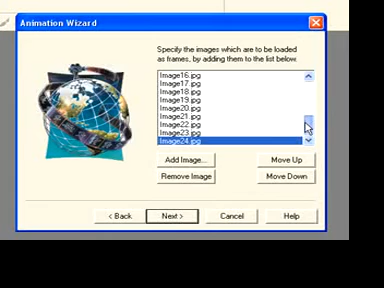 Animation Wizard
Specify the images which are to be loaded
as frames, by adding them to the list below.
Image16.jpg
Image17.jpg
Image18.jpg
Image19.jpg
Image20.jpg
Image21.jpg
Image22.jpg
Image23.jpg
Image24.jpg
Add Image...
Move Up
Remove Image
Move Down
< Back
Next >
Cancel
Help